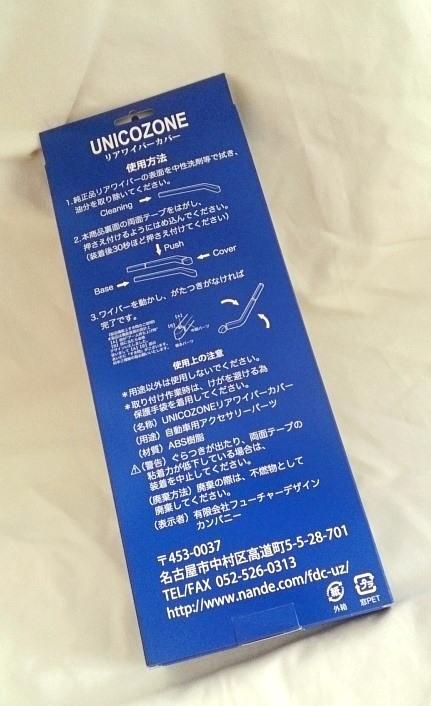 UNICOZONE
リアワイパーカバー
使用方法
1.純正品リアワイパーの表面を中性洗剤等で拭き、
油分を取り除いてください。
Cleaning
2.本商品裏面の両面テープをはがし、
押さえ付けるようにはめ込んでください。
(装着後30秒ほど押さえ付けてください)
Push
Cover
Base
3.ワイパーを動かし、がたつきがなければ
完了です。
使用上の注意
*用途以外は使用しないでください。
*取り付け作業時は、けがを避ける為
保護手袋を着用してください。
(名称) UNICOZONEリアワイパーカバー
(用途) 自動車用アクセサリーパーツ
(材質) ABS樹脂
(警告) ぐらつきが出たり、両面テープの
粘着力が低下している場合は、
装着を中止してください。
(廃棄方法) 廃棄の際は、不燃物として
廃棄してください。
(表示者) 有限会社フューチャーデザイン
カンパニー
〒453-0037
名古屋市中村区高道町5-5-28-701
TEL/FAX 052-526-0313
http://www.nande.com/fdc-uz/
紙
外箱
プラ
窓PET